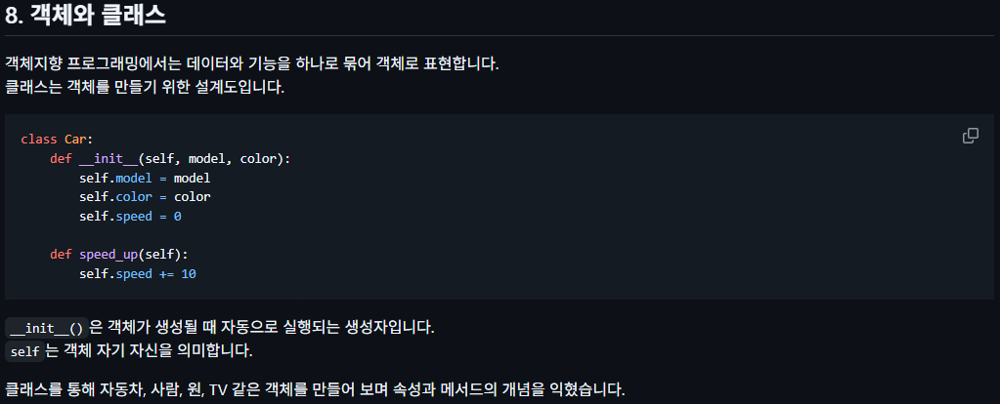 8. 객체와 클래스
객체지향 프로그래밍에서는 데이터와 기능을 하나로 묶어 객체로 표현합니다.
클래스는 객체를 만들기 위한 설계도입니다.
class Car:
    def __init__(self, model, color):
        self.model = model
        self.color = color
        self.speed = 0

    def speed_up(self):
        self.speed += 10
__init__()은 객체가 생성될 때 자동으로 실행되는 생성자입니다.
self는 객체 자기 자신을 의미합니다.
클래스를 통해 자동차, 사람, 원, TV 같은 객체를 만들어 보며 속성과 메서드의 개념을 익혔습니다.